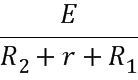 E
R₂ + r + R₁